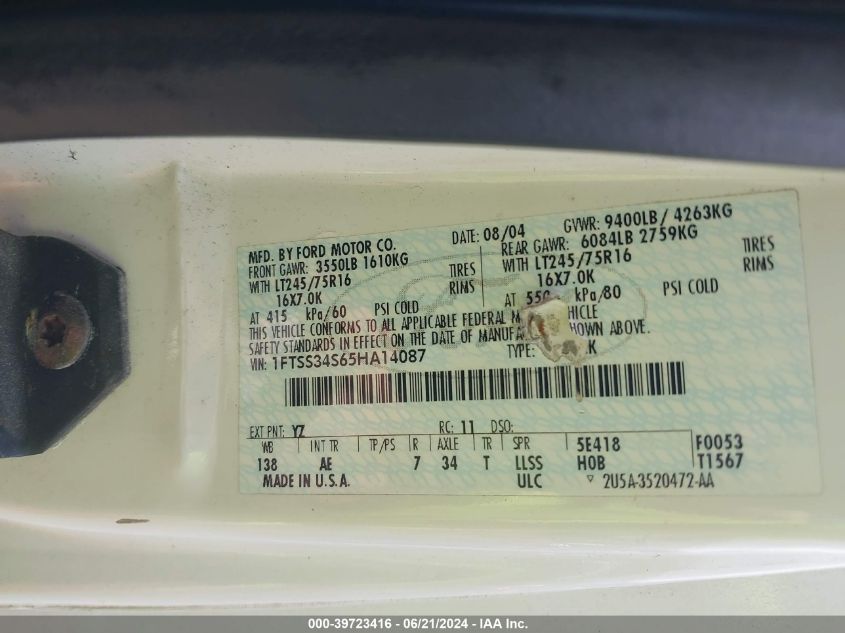 MFD. BY FORD MOTOR CO. DATE: 08/04 GVWR: 9400LB/ 4263KG
FRONT GAWR: 3550LB 1610KG REAR GAWR: 6084LB 2759KG
WITH LT245/75R16 TIRES WITH LT245/75R16 TIRES
16X7.0K RIMS 16X7.0K RIMS
AT 415 kPa/60 PSI COLD AT 550 kPa/80 PSI COLD
THIS VEHICLE CONFORMS TO ALL APPLICABLE FEDERAL
SAFETY STANDARDS IN EFFECT ON THE DATE OF SHOWN ABOVE.
VIN: 1FTSS34S65HA14087 TYPE:
EXT PNT: YZ RC: 11 DSO:
WB INT TR TP/PS R AXLE TR SPR 5E418 F0053
138 AE 7 34 T LLSS HOB T1567
MADE IN U.S.A. ULC ▽ 2U5A-3520472-AA
000-39723416 - 06/21/2024 - IAA Inc.